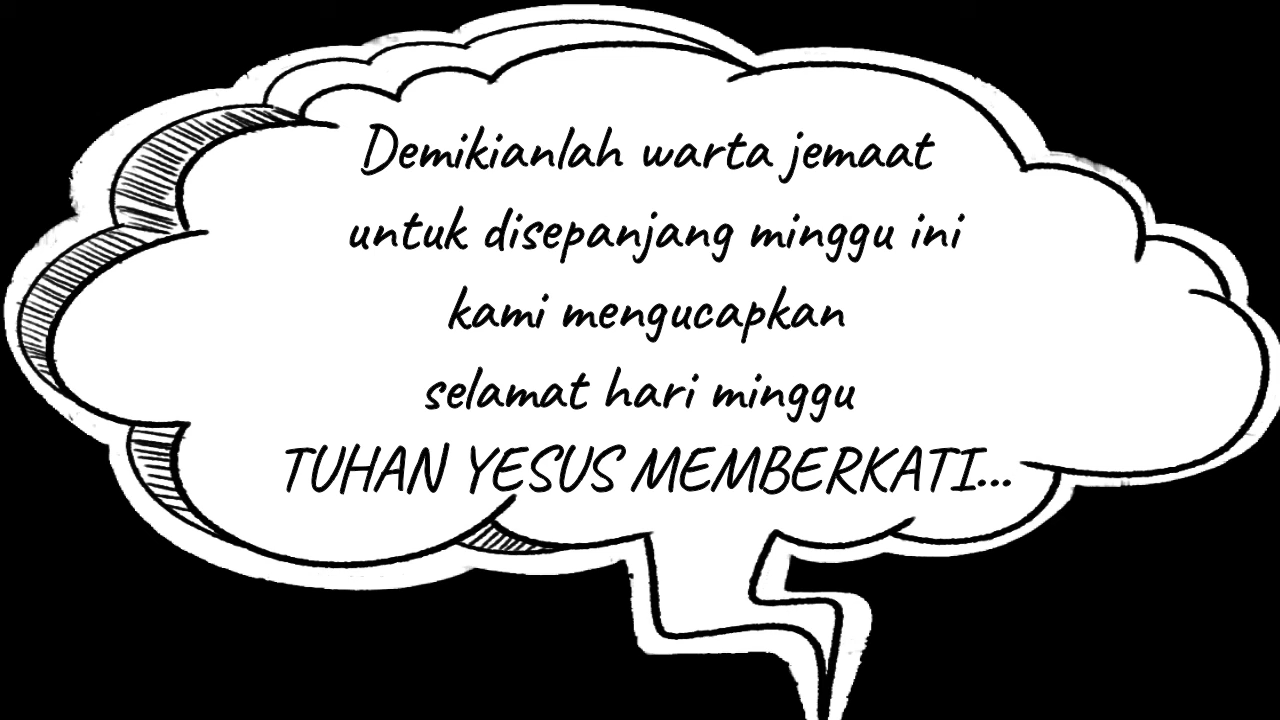 Demikianlah warta jemaat
untuk disepanjang minggu ini
kami mengucapkan
selamat hari minggu
TUHAN YESUS MEMBERKATI...